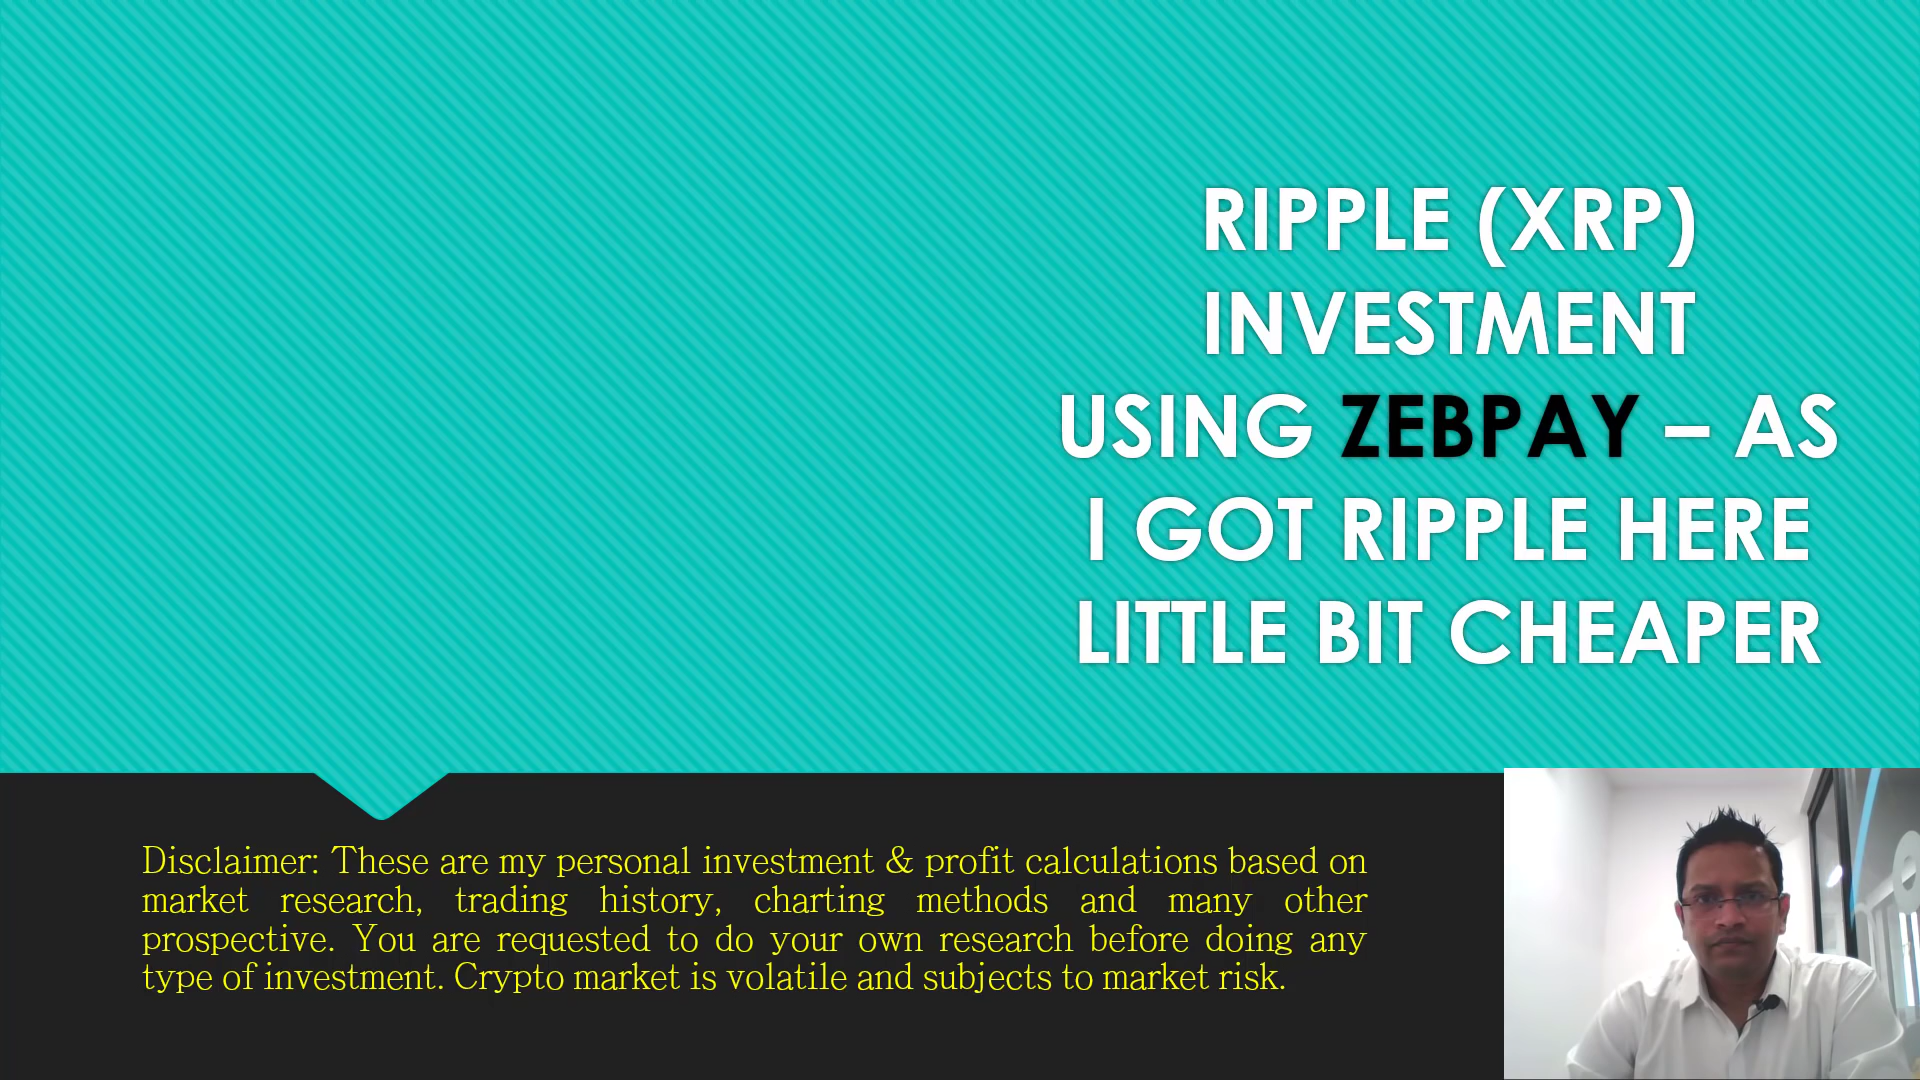 RIPPLE (XRP)
INVESTMENT
USING ZEBPAY – AS
I GOT RIPPLE HERE
LITTLE BIT CHEAPER
Disclaimer: These are my personal investment & profit calculations based on
market research, trading history, charting methods and many other
prospective. You are requested to do your own research before doing any
type of investment. Crypto market is volatile and subjects to market risk.